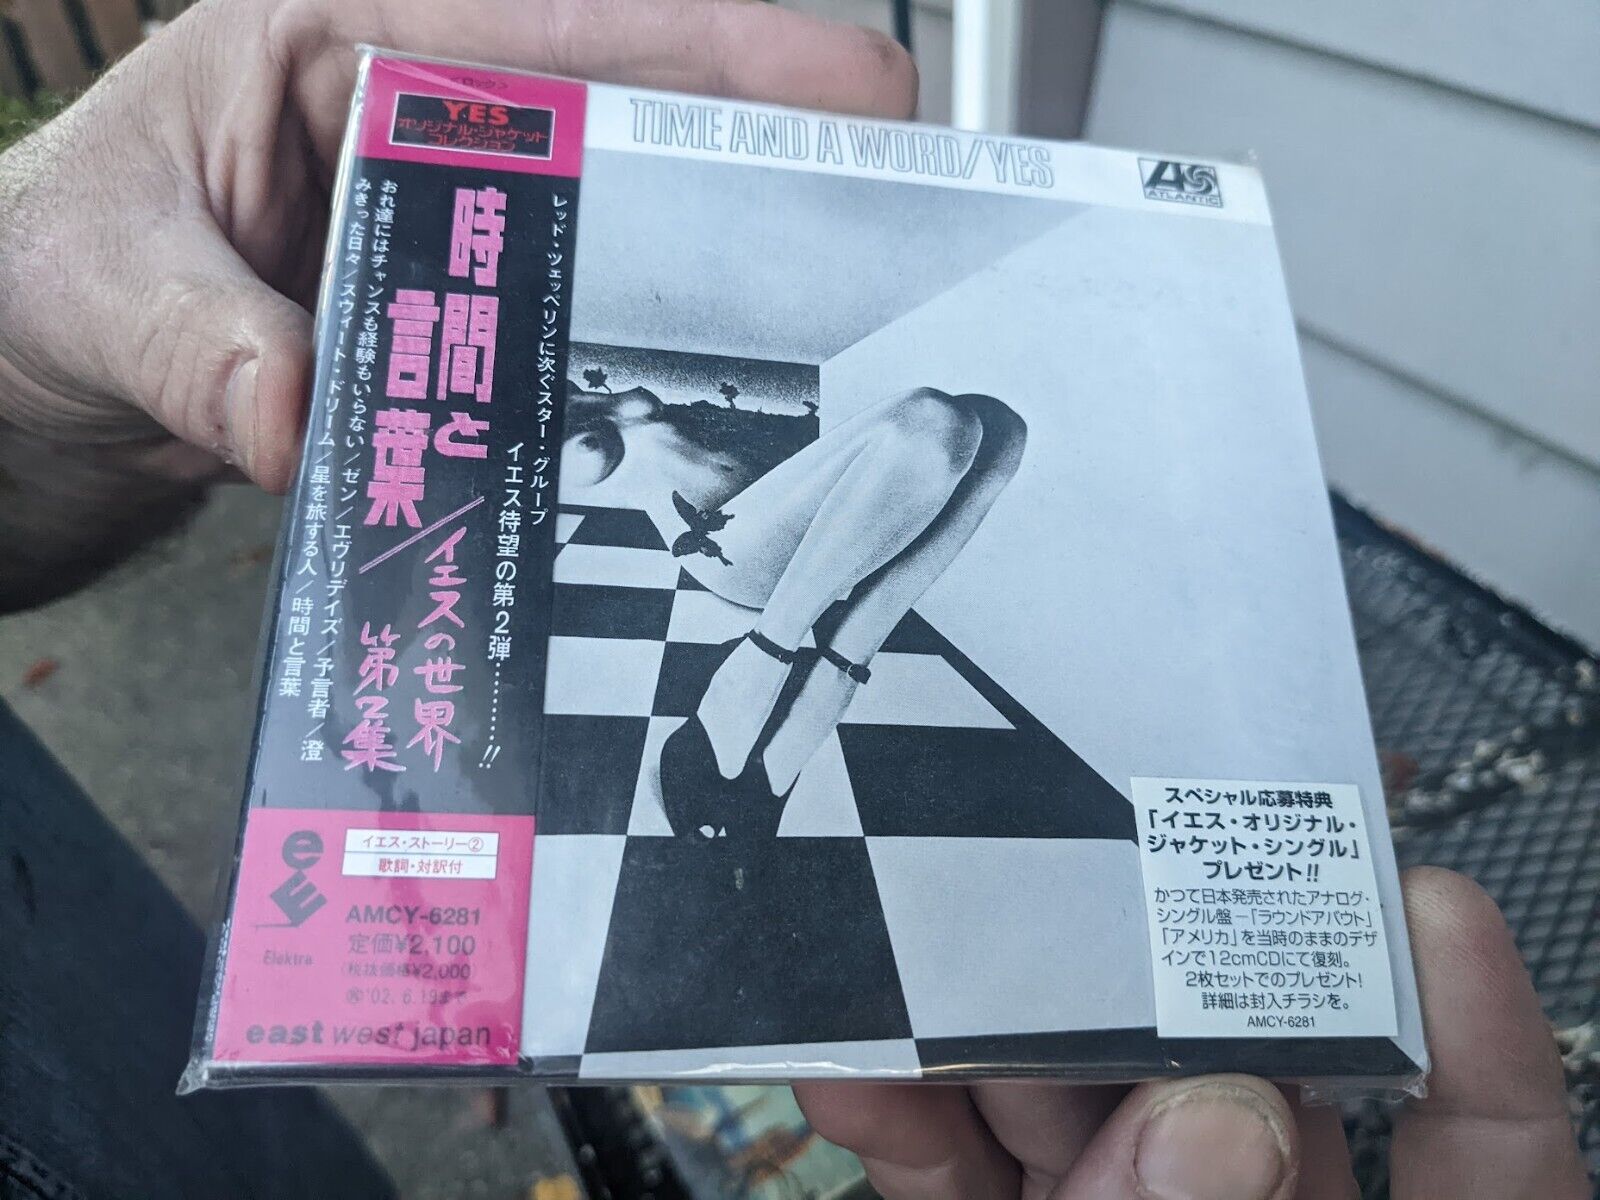 <ロック>
YES
オリジナル・ジャケット
コレクション
レッド・ツェッペリンに次ぐスター・グループ
イエス待望の第2弾………!!
時間と
言葉
/イエスの世界
第2集
おれ達にはチャンスも経験もいらない/ゼン/エヴリデイズ/予言者/澄
みきった日々/スウィート・ドリーム/星を旅する人/時間と言葉
e
Elektra
イエス・ストーリー②
歌詞・対訳付
AMCY-6281
定価¥2,100
(税抜価格¥2,000)
'02. 6.19まで
east west japan
TIME AND A WORD/YES
ATLANTIC
スペシャル応募特典
「イエス・オリジナル・
ジャケット・シングル」
プレゼント!!
かつて日本発売されたアナログ・
シングル盤-「ラウンドアバウト」
「アメリカ」を当時のままのデザ
インで12cmCDにて復刻。
2枚セットでのプレゼント!
詳細は封入チラシを。
AMCY-6281